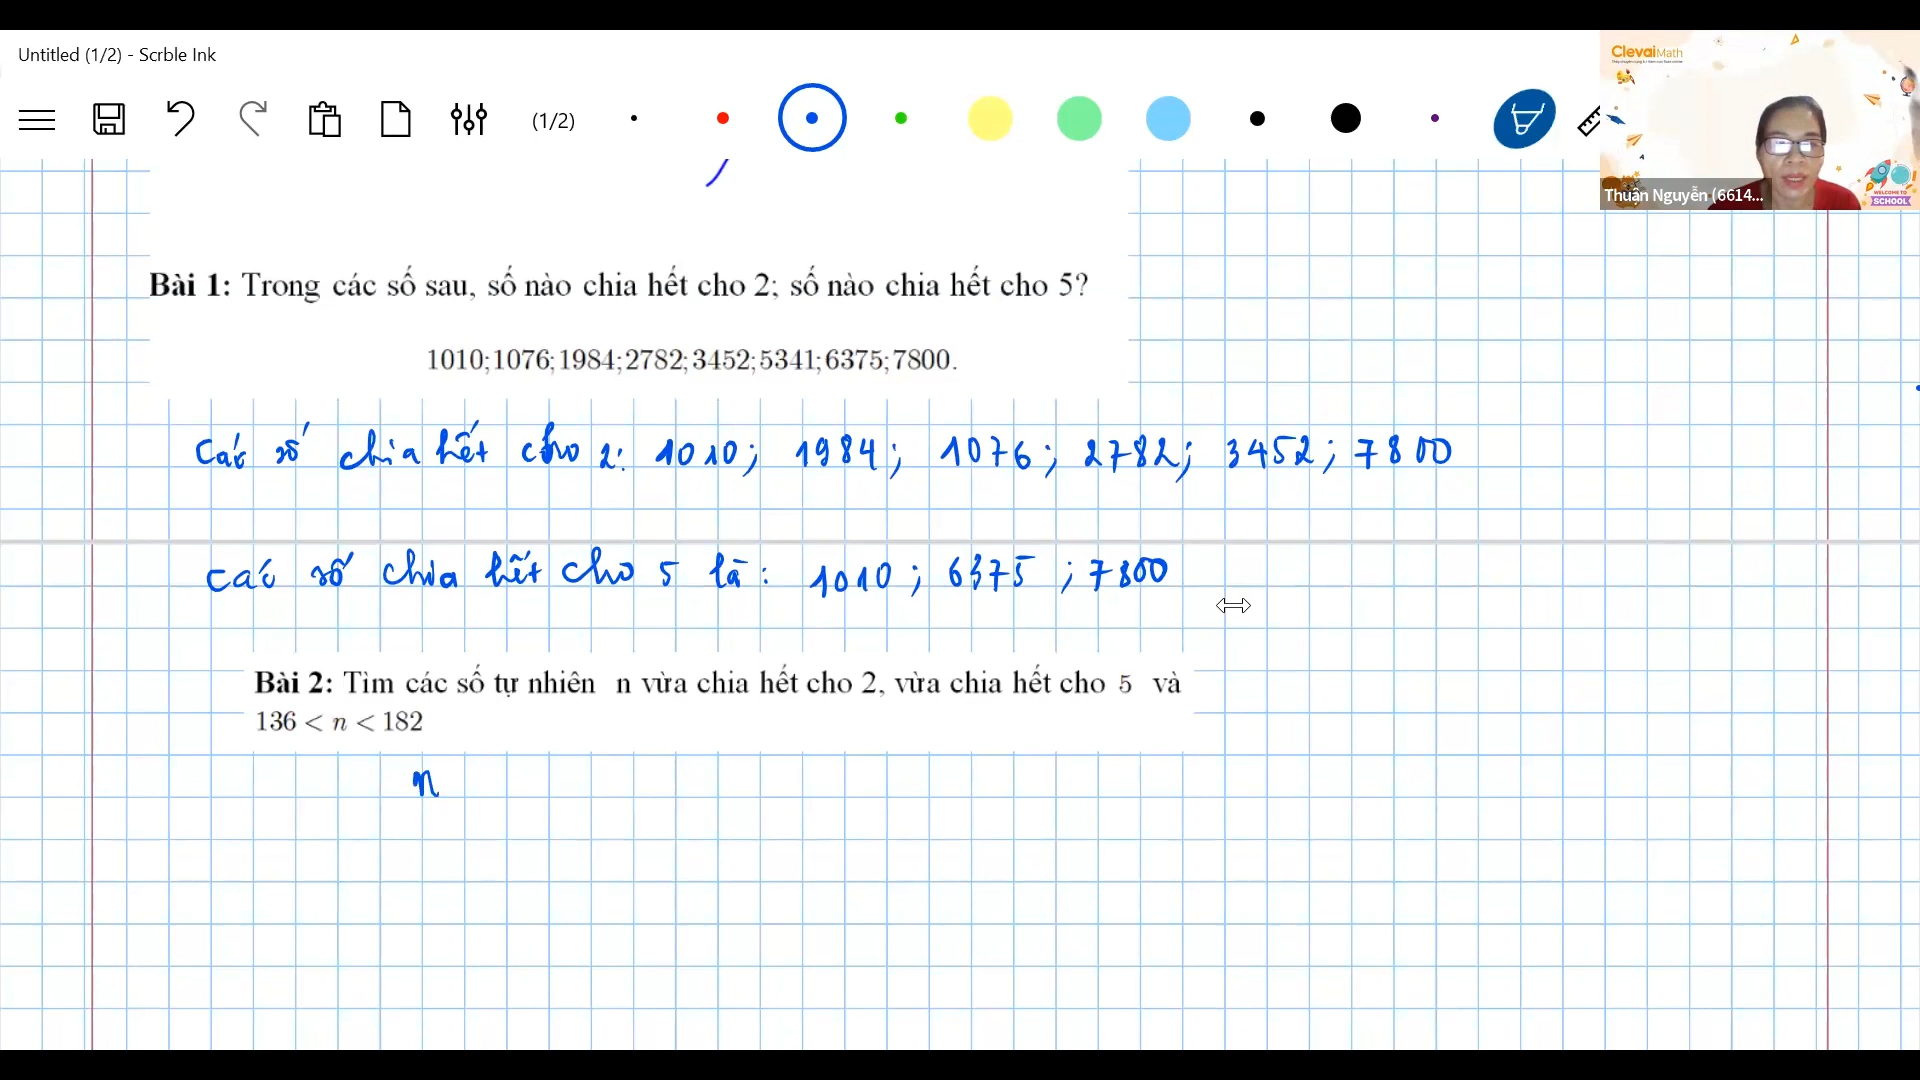 Untitled (1/2) - Scrble Ink
(1/2)
ClevaiMath
Thuân Nguyễn (6614...
WELCOME TO
SCHOOL
Bài 1: Trong các số sau, số nào chia hết cho 2; số nào chia hết cho 5?
1010;1076;1984;2782;3452;5341;6375;7800.
Các số chia hết cho 2: 1010; 1984; 1076; 2782; 3452; 7800
Các số chia hết cho 5 là: 1010; 6375; 7800
Bài 2: Tìm các số tự nhiên n vừa chia hết cho 2, vừa chia hết cho 5 và
136 < n < 182
n